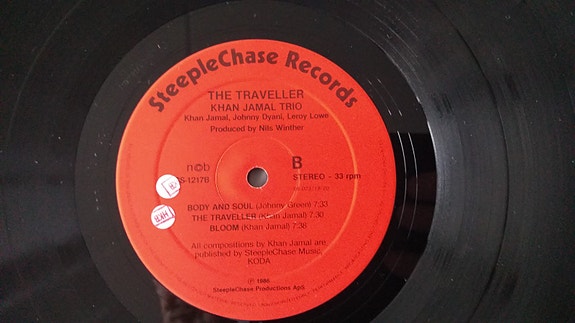 SteepleChase Records
THE TRAVELLER
KHAN JAMAL TRIO
Khan Jamal, Johnny Dyani, Leroy Lowe
Produced by Nils Winther
n©b
B
S-1217B
STEREO - 33 rpm
BODY AND SOUL (Johnny Green) 7:33
THE TRAVELLER (Khan Jamal) 7:30
BLOOM (Khan Jamal) 7:38
All compositions by Khan Jamal are
published by SteepleChase Music,
KODA
℗ 1986
SteepleChase Productions ApS